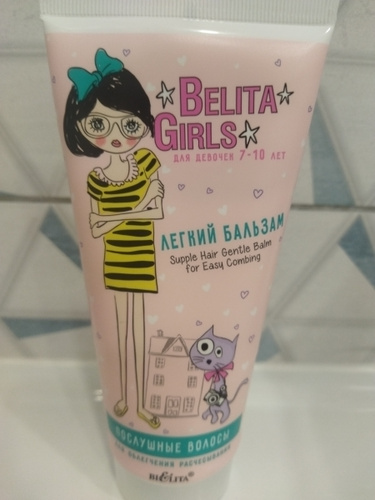 BELITA
GIRLS
ДЛЯ ДЕВОЧЕК 7-10 ЛЕТ
ЛЕГКИЙ БАЛЬЗАМ
Supple Hair Gentle Balm
for Easy Combing
ПОСЛУШНЫЕ ВОЛОСЫ
ДЛЯ ОБЛЕГЧЕНИЯ РАСЧЕСЫВАНИЯ
BIELITA®